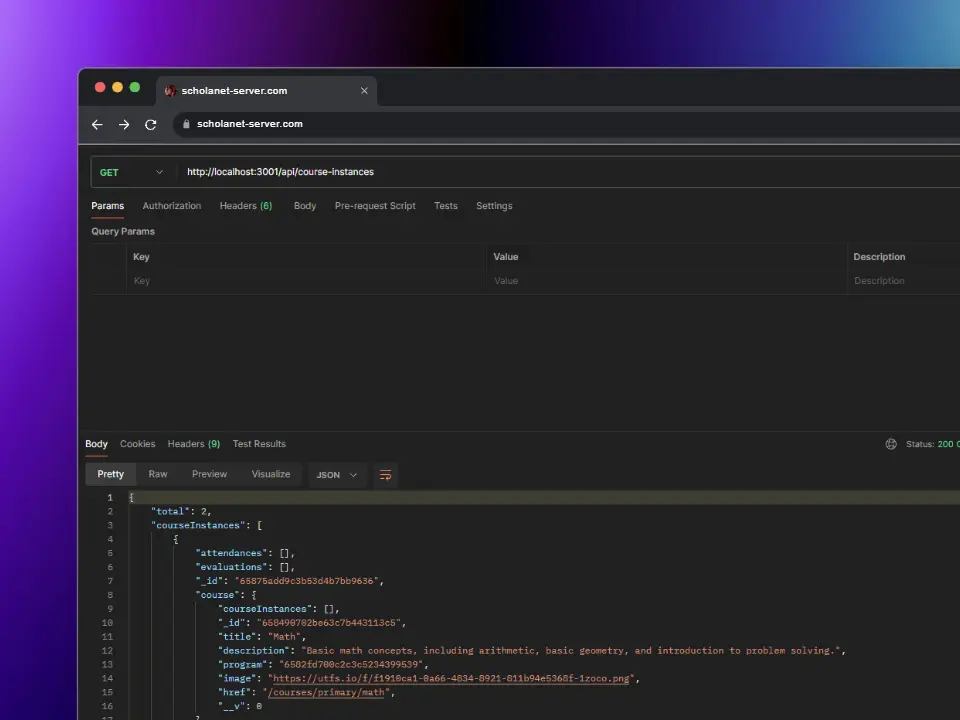 scholanet-server.com
scholanet-server.com
GET http://localhost:3001/api/course-instances
Params Authorization Headers (6) Body Pre-request Script Tests Settings
Query Params
Key Value Description
Key Value Description
Body Cookies Headers (9) Test Results Status: 200
Pretty Raw Preview Visualize JSON
1 {
2 "total": 2,
3 "courseInstances": [
4 {
5 "attendances": [],
6 "evaluations": [],
7 "_id": "65875add9c3b53d4b7bb9636",
8 "course": {
9 "courseInstances": [],
10 "_id": "658490702be63c7b443113c5",
11 "title": "Math",
12 "description": "Basic math concepts, including arithmetic, basic geometry, and introduction to problem solving.",
13 "program": "6582fd700c2c3c5234399539",
14 "image": "https://utfs.io/f/f1910ca1-0a66-4834-8921-811b94e5368f-1zoco.png",
15 "href": "/courses/primary/math",
16 "__v": 0
17 }